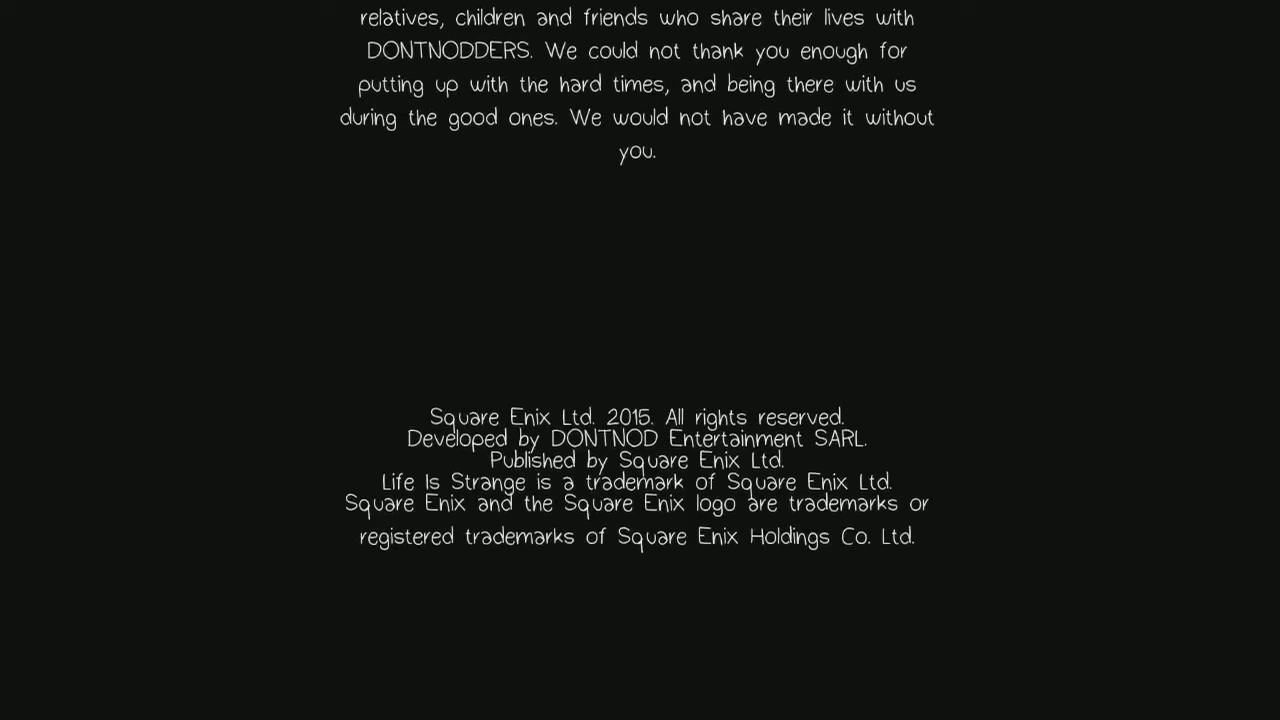 relatives, children and friends who share their lives with
DONTNODDERS. We could not thank you enough for
putting up with the hard times, and being there with us
during the good ones. We would not have made it without
you.
Square Enix Ltd. 2015. All rights reserved.
Developed by DONTNOD Entertainment SARL.
Published by Square Enix Ltd.
Life Is Strange is a trademark of Square Enix Ltd.
Square Enix and the Square Enix logo are trademarks or
registered trademarks of Square Enix Holdings Co. Ltd.